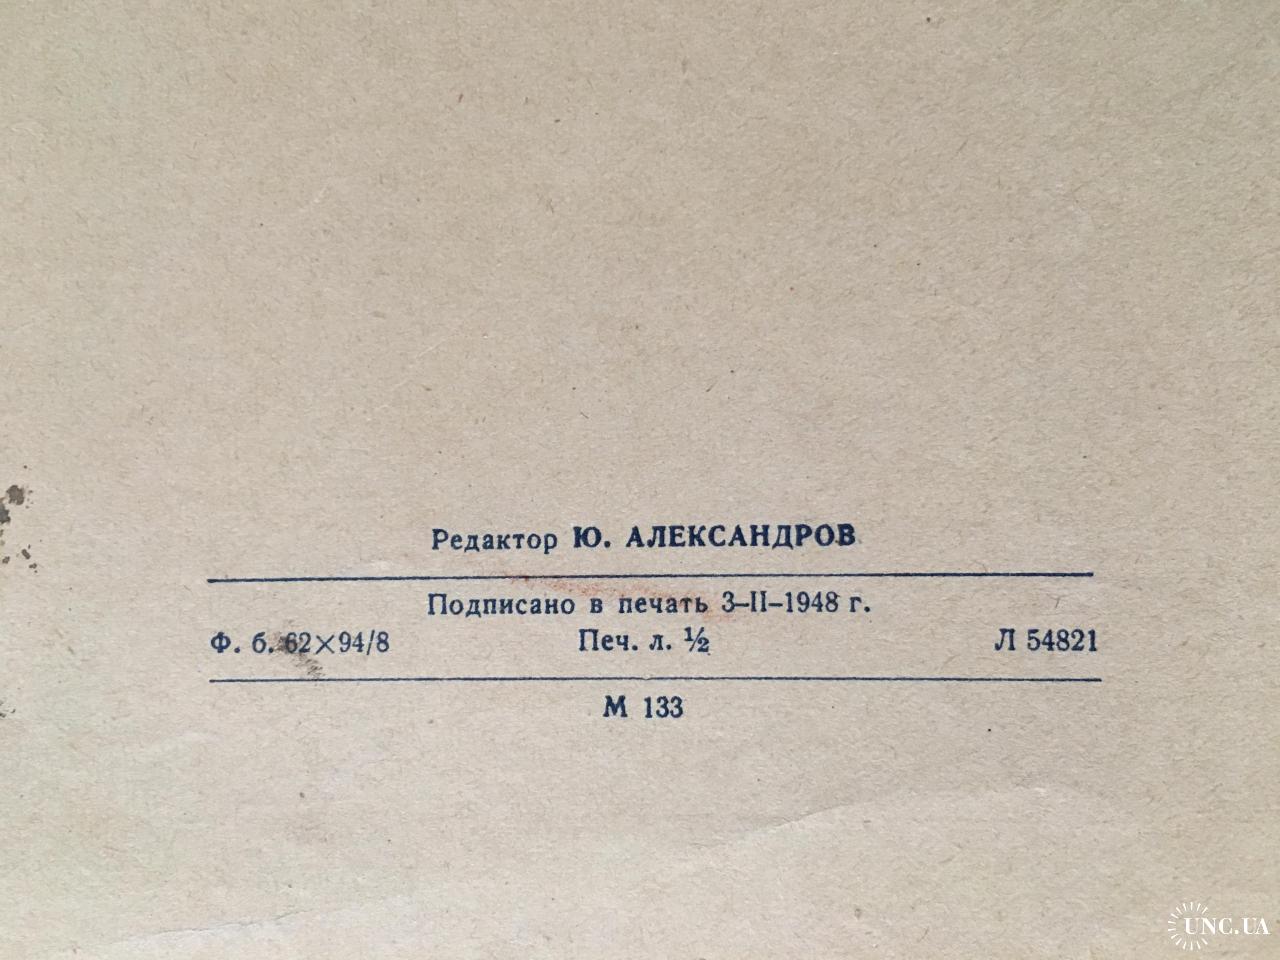 Редактор Ю. АЛЕКСАНДРОВ
Подписано в печать 3–II–1948 г.
Ф. б. 62×94/8 Печ. л. ½ Л 54821
М 133
UNC.UA